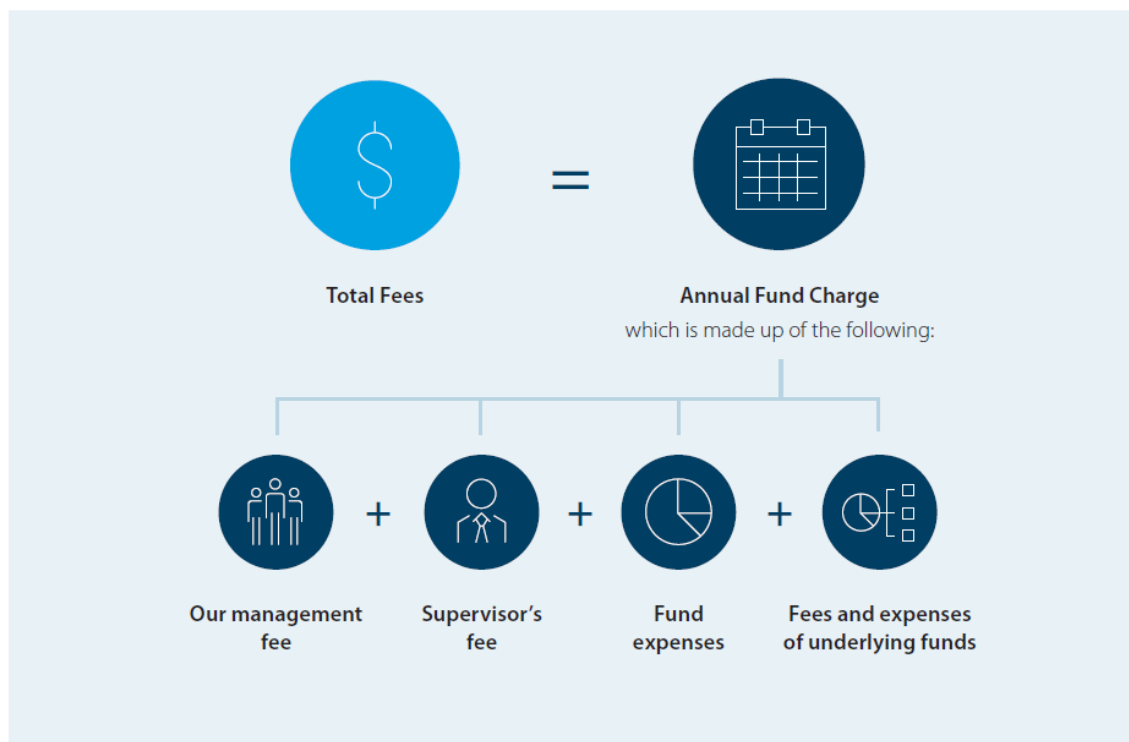 $
=
Total Fees
Annual Fund Charge
which is made up of the following:
+
+
+
Our management
fee
Supervisor’s
fee
Fund
expenses
Fees and expenses
of underlying funds